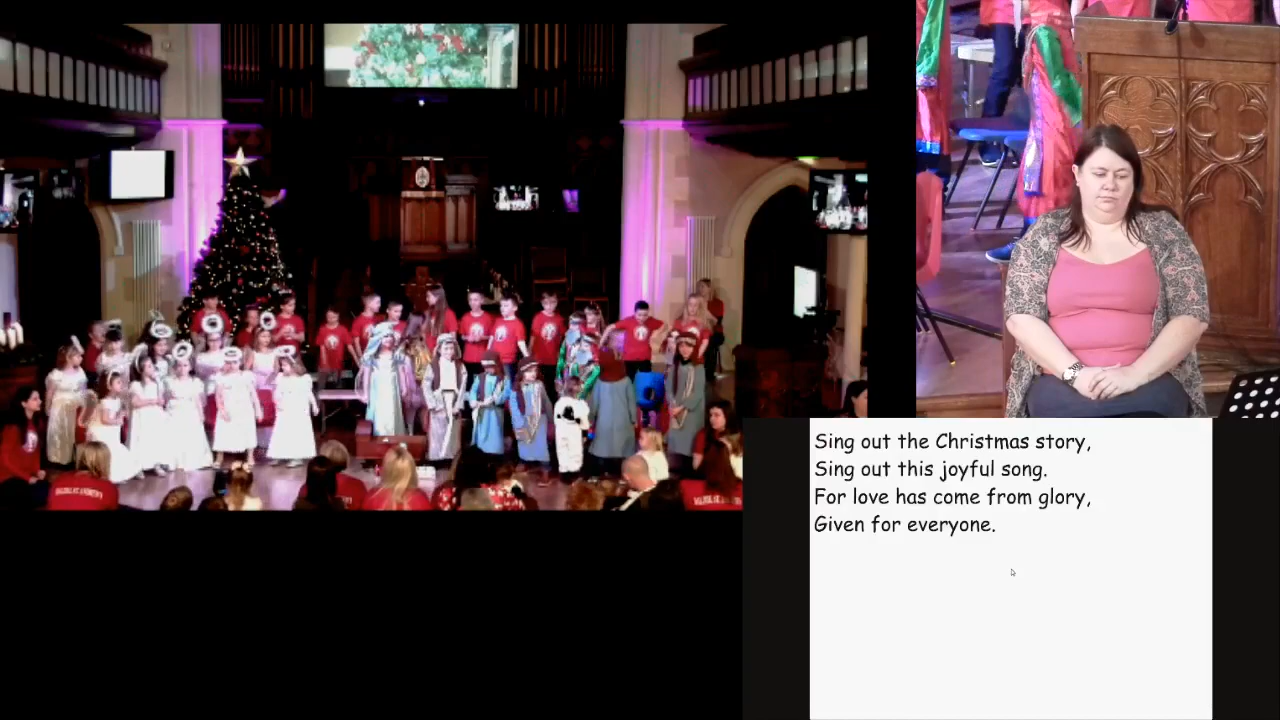 Sing out the Christmas story,
Sing out this joyful song.
For love has come from glory,
Given for everyone.